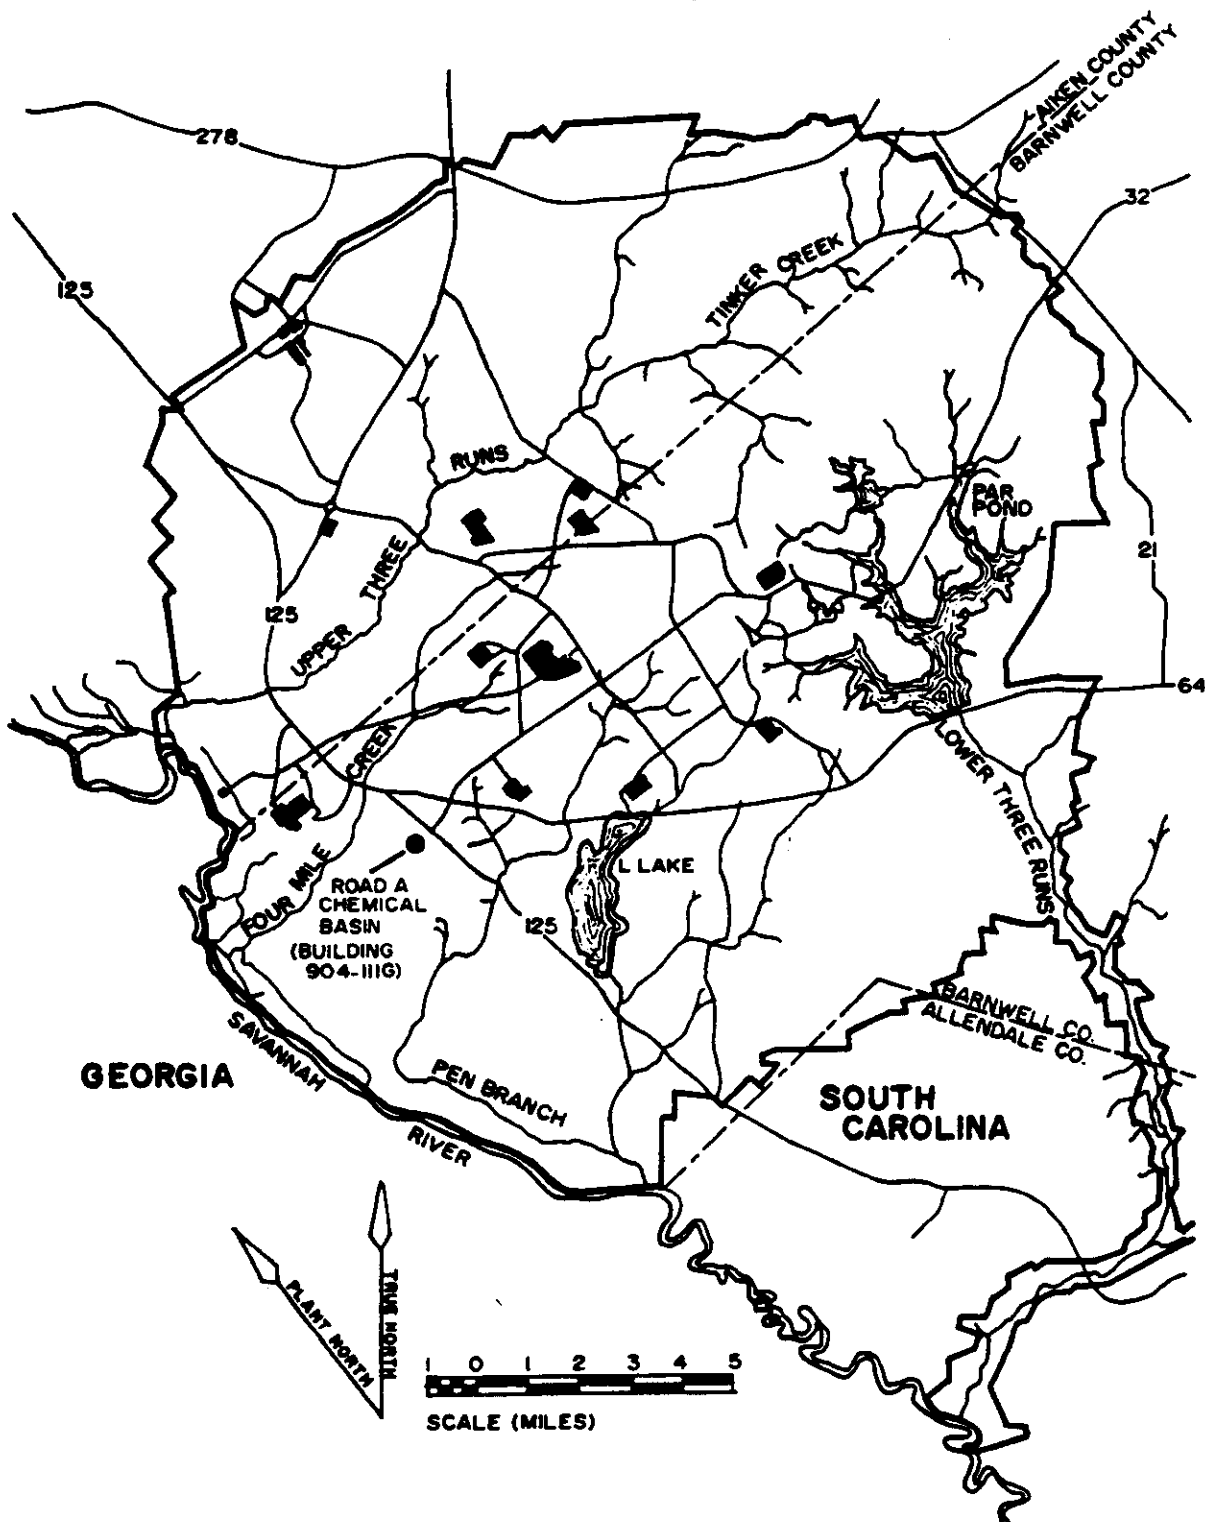 AIKEN COUNTY
BARNWELL COUNTY
278
32
125
TINKER CREEK
RUNS
PAR
POND
THREE
21
125
UPPER
64
CREEK
LOWER THREE RUNS
FOUR MILE
L LAKE
ROAD A
CHEMICAL
BASIN
(BUILDING
904-111G)
125
BARNWELL CO.
ALLENDALE CO.
SAVANNAH
RIVER
GEORGIA
PEN BRANCH
SOUTH
CAROLINA
PLANT NORTH
TRUE NORTH
1 0 1 2 3 4 5
SCALE (MILES)